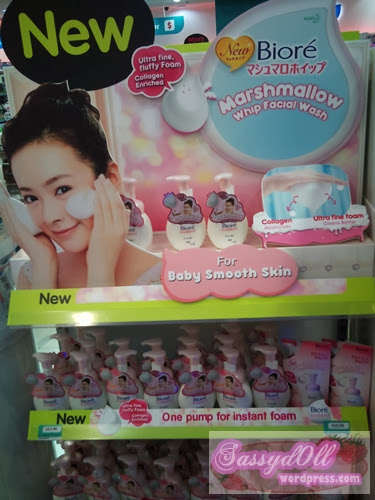 New
Ultra fine,
fluffy Foam
Collagen
Enriched
New
Bioré
マシュマロホイップ
Marshmallow
Whip Facial Wash
Collagen
Ultra fine foam
For
Baby Smooth Skin
New
New
One pump for instant foam
Bioré
Sassyd0ll
wordpress.com